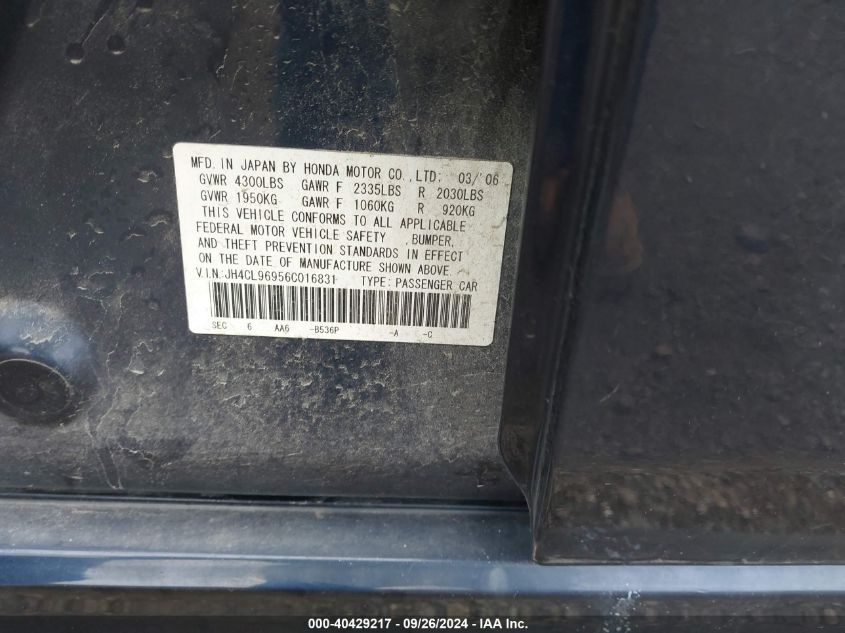 MFD. IN JAPAN BY HONDA MOTOR CO.,LTD: 03/'06
GVWR 4300LBS GAWR F 2335LBS R 2030LBS
GVWR 1950KG GAWR F 1060KG R 920KG
THIS VEHICLE CONFORMS TO ALL APPLICABLE
FEDERAL MOTOR VEHICLE SAFETY ,BUMPER,
AND THEFT PREVENTION STANDARDS IN EFFECT
ON THE DATE OF MANUFACTURE SHOWN ABOVE.
V.I.N:JH4CL96956C016831 TYPE: PASSENGER CAR
SEC 6 AA6 -B536P -A -C
000-40429217 - 09/26/2024 - IAA Inc.